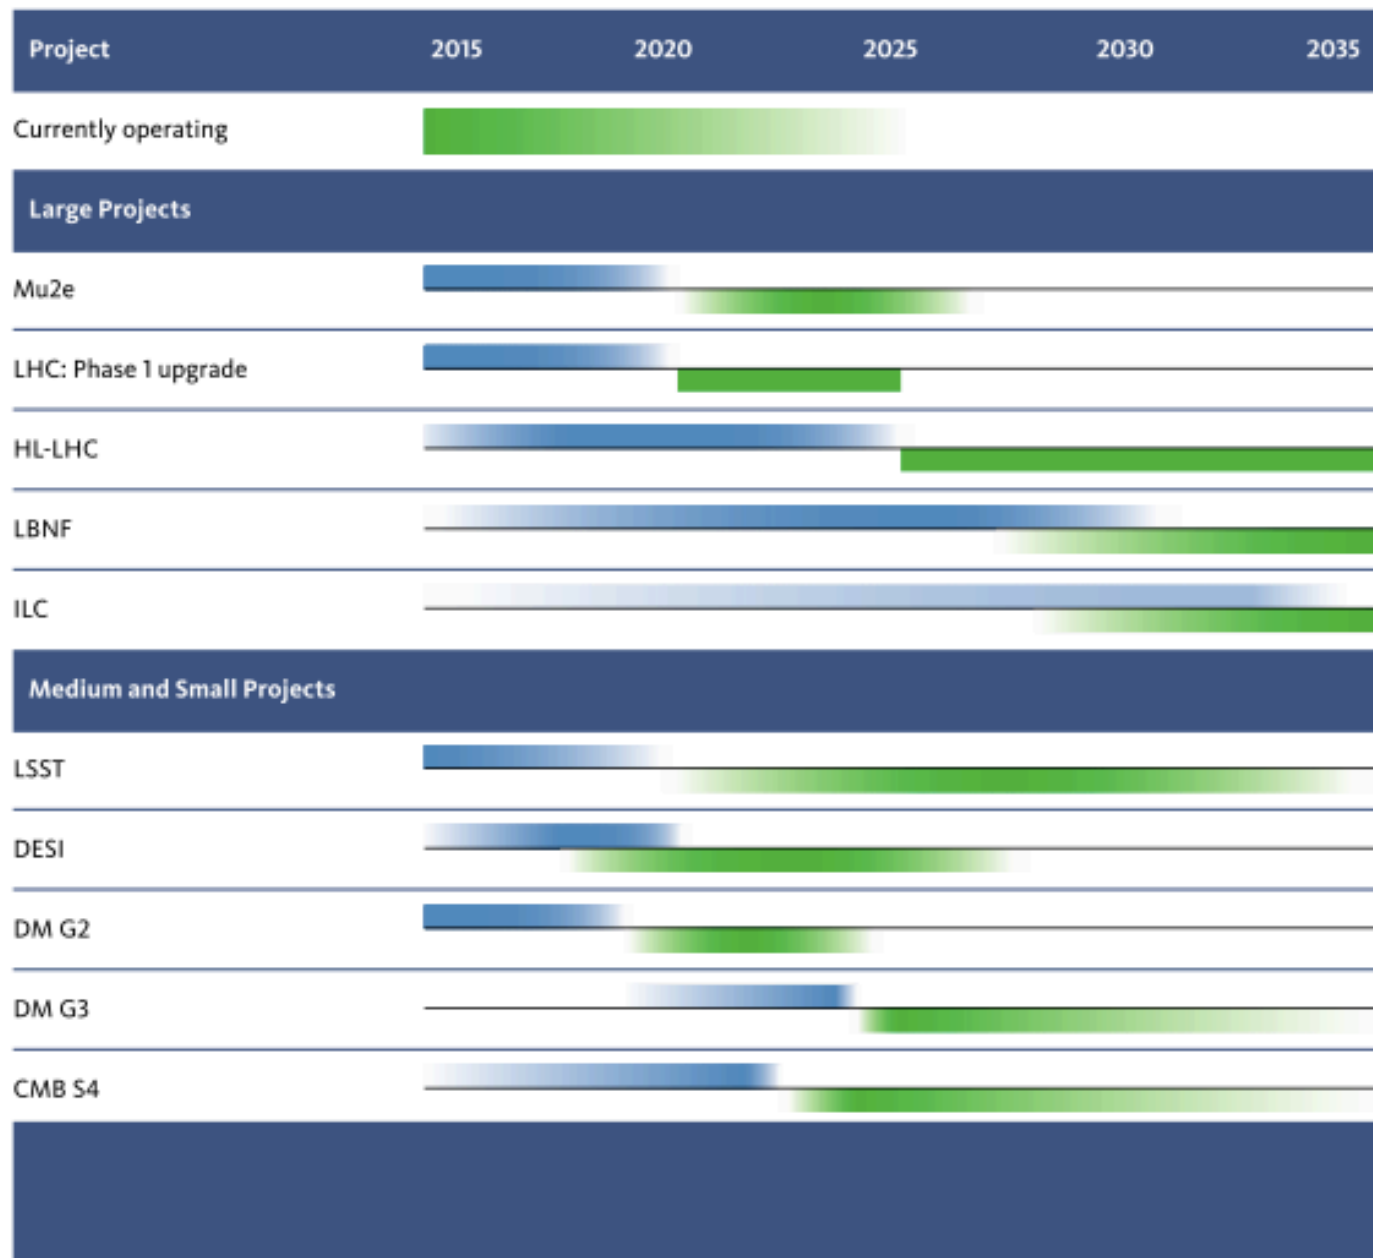 Project 2015 2020 2025 2030 2035
Currently operating
Large Projects
Mu2e
LHC: Phase 1 upgrade
HL-LHC
LBNF
ILC
Medium and Small Projects
LSST
DESI
DM G2
DM G3
CMB S4